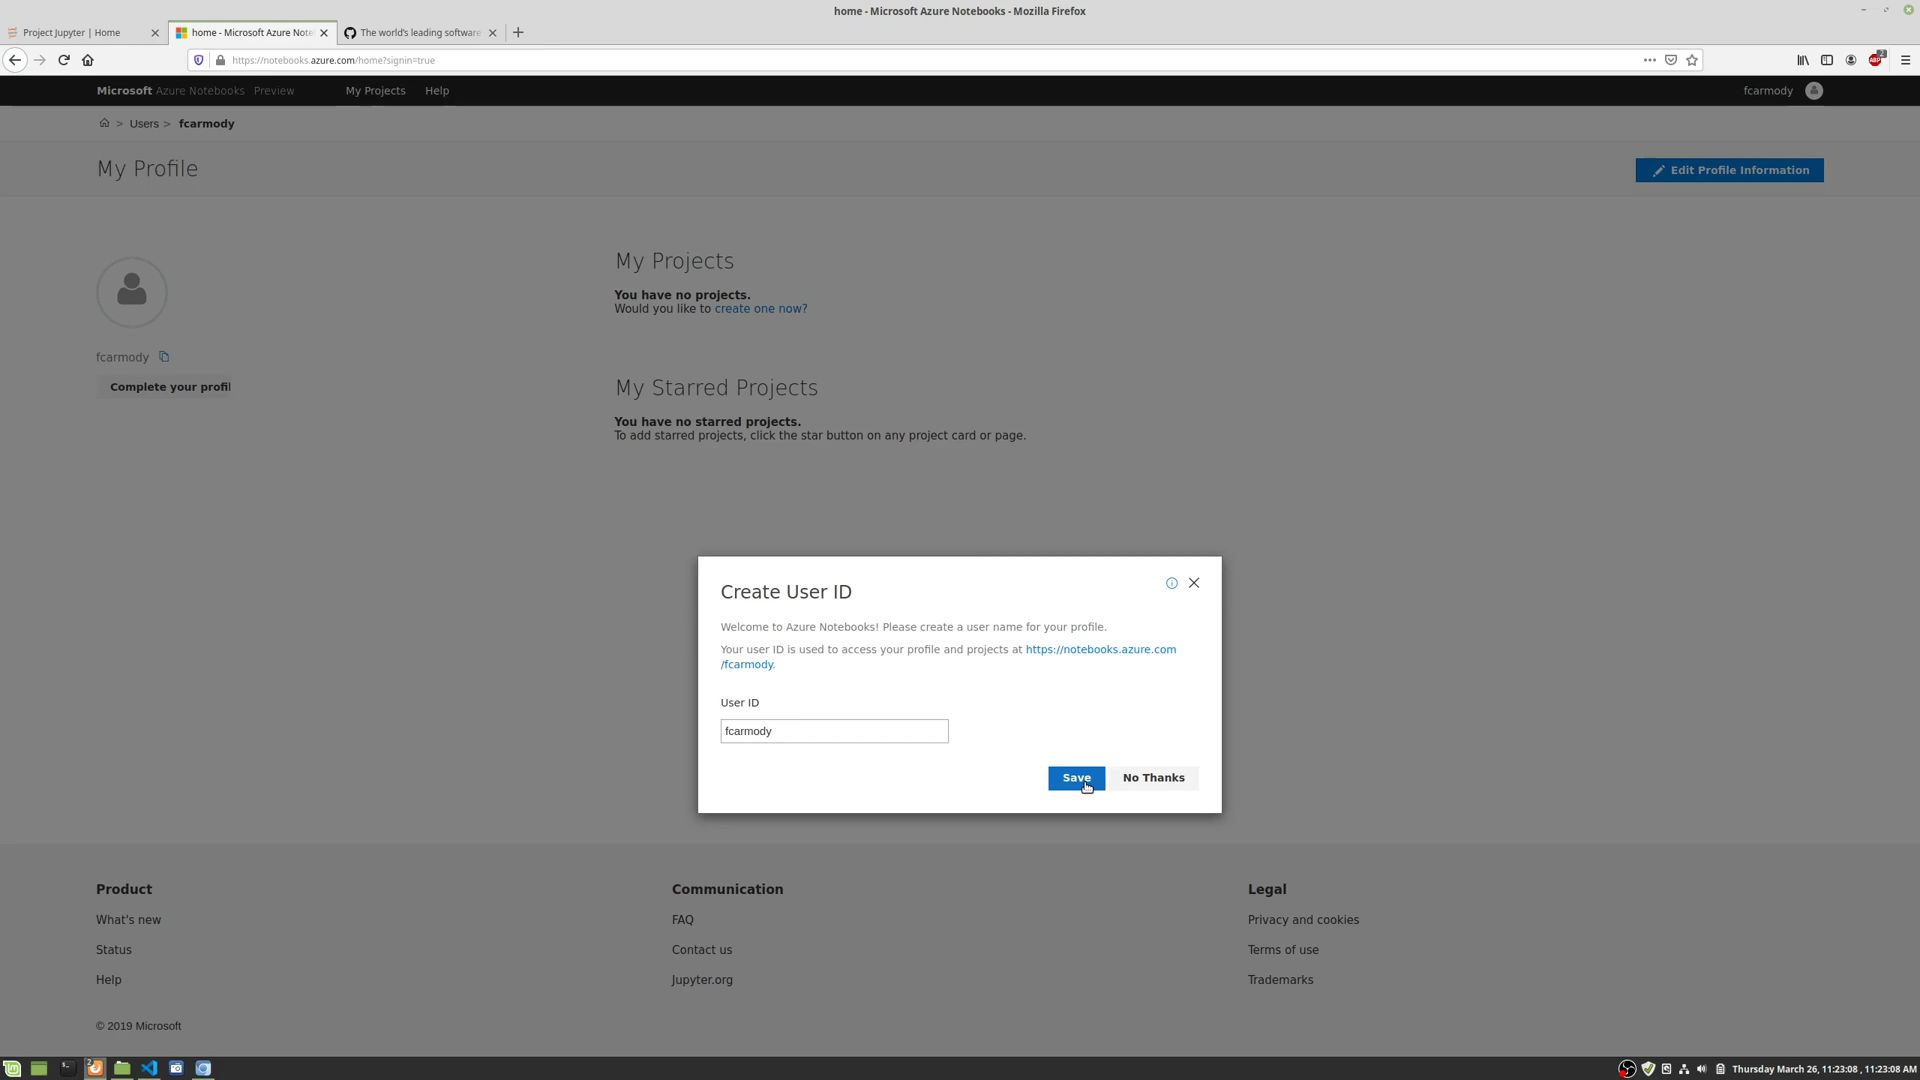 home - Microsoft Azure Notebooks - Mozilla Firefox
Project Jupyter | Home
home - Microsoft Azure Note
The world's leading software
https://notebooks.azure.com/home?signin=true
2
ABP
Microsoft Azure Notebooks Preview
My Projects
Help
fcarmody
> Users > fcarmody
My Profile
Edit Profile Information
fcarmody
Complete your profil
My Projects
You have no projects.
Would you like to create one now?
My Starred Projects
You have no starred projects.
To add starred projects, click the star button on any project card or page.
Create User ID
Welcome to Azure Notebooks! Please create a user name for your profile.
Your user ID is used to access your profile and projects at https://notebooks.azure.com
/fcarmody.
User ID
fcarmody
Save
No Thanks
Product
What's new
Status
Help
© 2019 Microsoft
Communication
FAQ
Contact us
Jupyter.org
Legal
Privacy and cookies
Terms of use
Trademarks
2
Thursday March 26, 11:23:08 , 11:23:08 AM